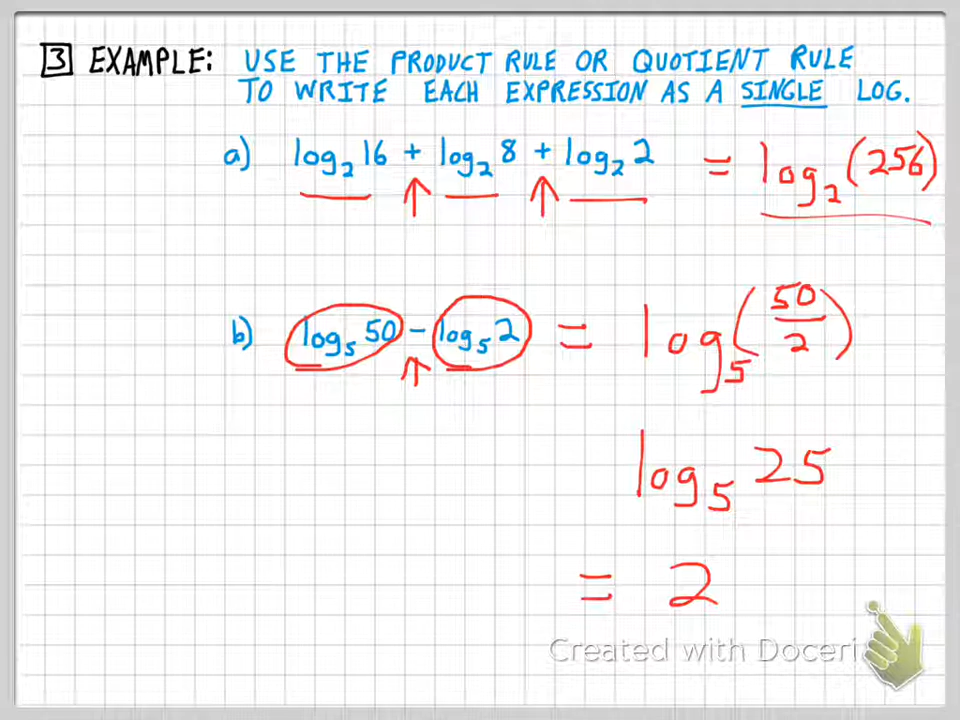 3 EXAMPLE: USE THE PRODUCT RULE OR QUOTIENT RULE
TO WRITE EACH EXPRESSION AS A SINGLE LOG.
a) log₂ 16 + log₂ 8 + log₂ 2 = log₂ (256)
b) log₅ 50 − log₅ 2 = log₅ (50/2)
log₅ 25
= 2
Created with Doceri